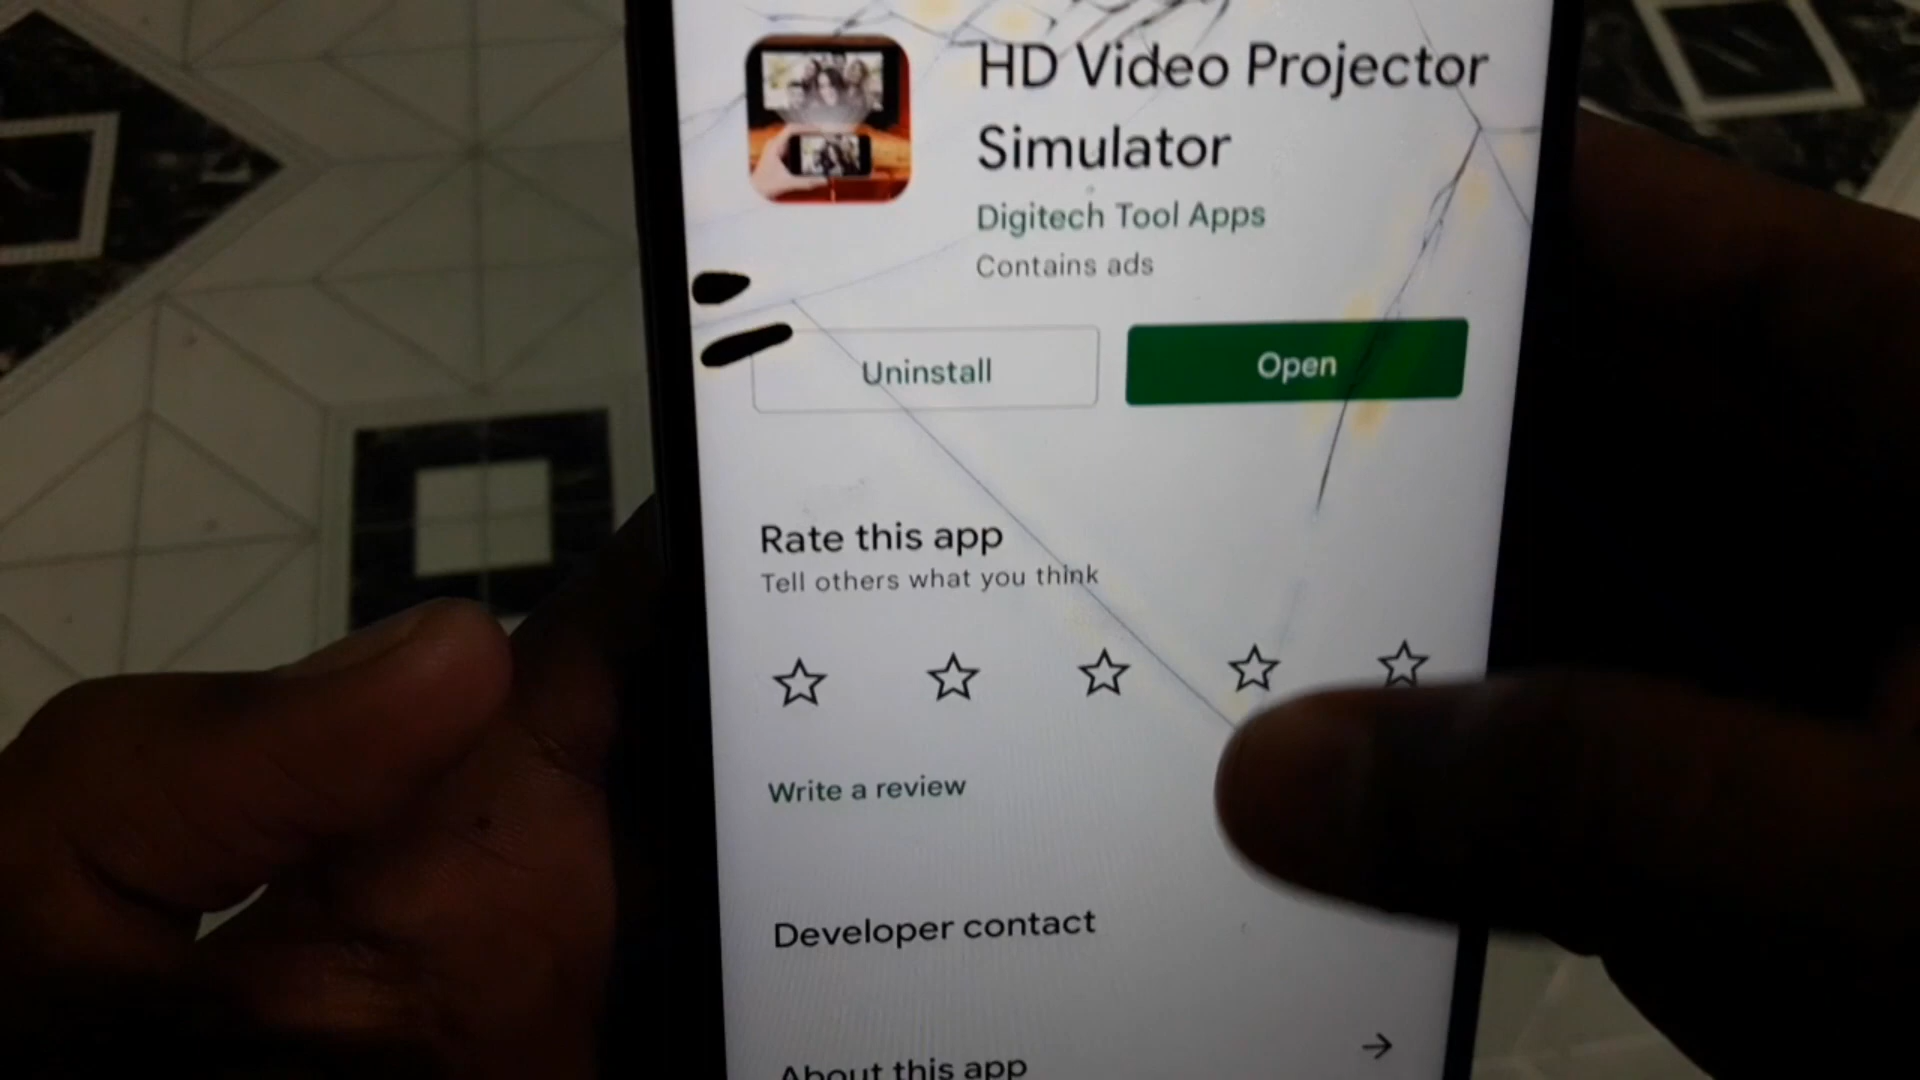 HD Video Projector
Simulator
Digitech Tool Apps
Contains ads
Uninstall
Open
Rate this app
Tell others what you think
Write a review
Developer contact
About this app